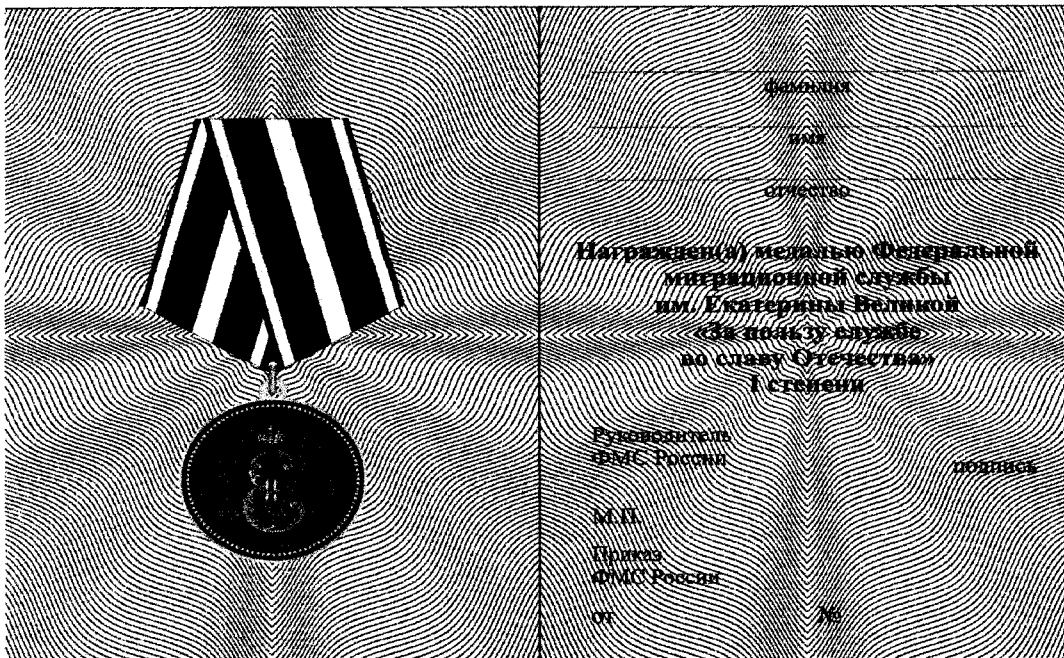 фамилия
имя
отчество
Награжден(а) медалью Федеральной
миграционной службы
им. Екатерины Великой
«За пользу службе
во славу Отечества»
I степени
Руководитель
ФМС России
подпись
М.П.
Приказ
ФМС России
от №